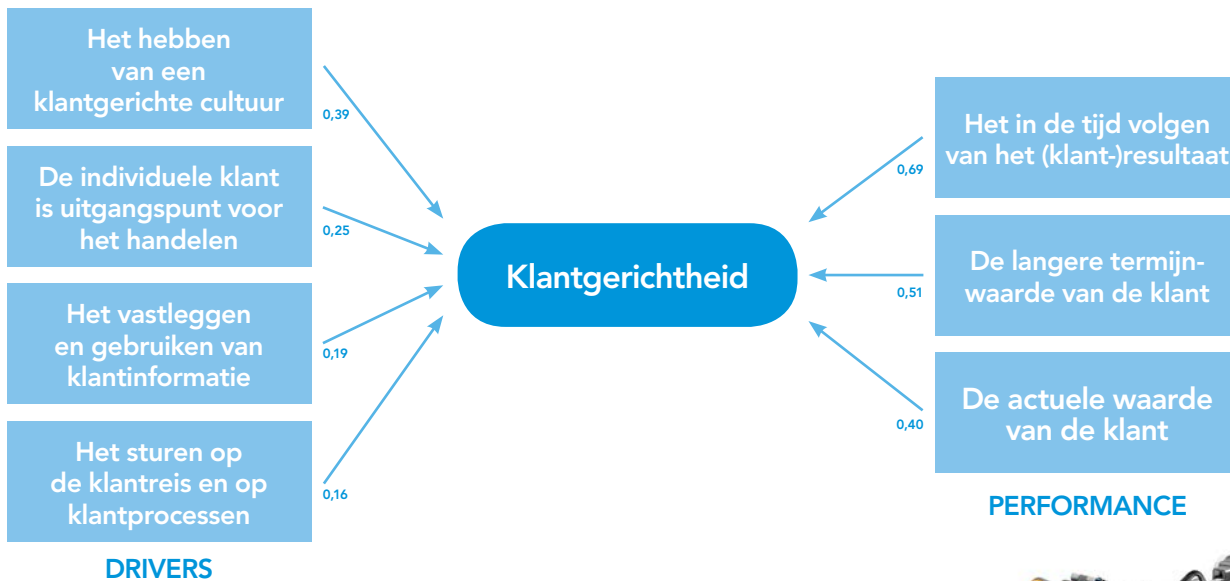 Het hebben
van een
klantgerichte cultuur
0,39
De individuele klant
is uitgangspunt voor
het handelen
0,25
Het vastleggen
en gebruiken van
klantinformatie
0,19
Het sturen op
de klantreis en op
klantprocessen
0,16
DRIVERS
Klantgerichtheid
Het in de tijd volgen
van het (klant-)resultaat
0,69
De langere termijn-
waarde van de klant
0,51
De actuele waarde
van de klant
0,40
PERFORMANCE